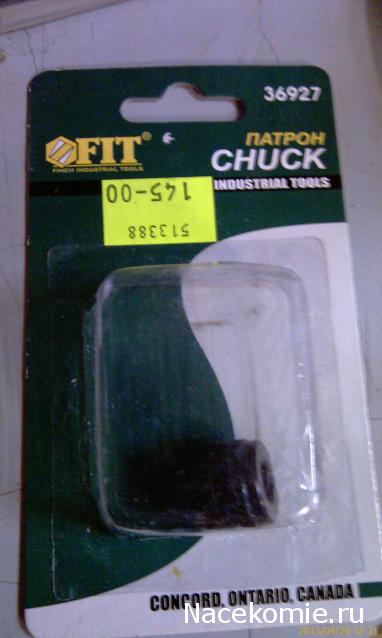 36927
FIT®
FINCH INDUSTRIAL TOOLS
ПАТРОН
CHUCK
INDUSTRIAL TOOLS
145-00
513388
CONCORD, ONTARIO, CANADA
Nacekomie.ru